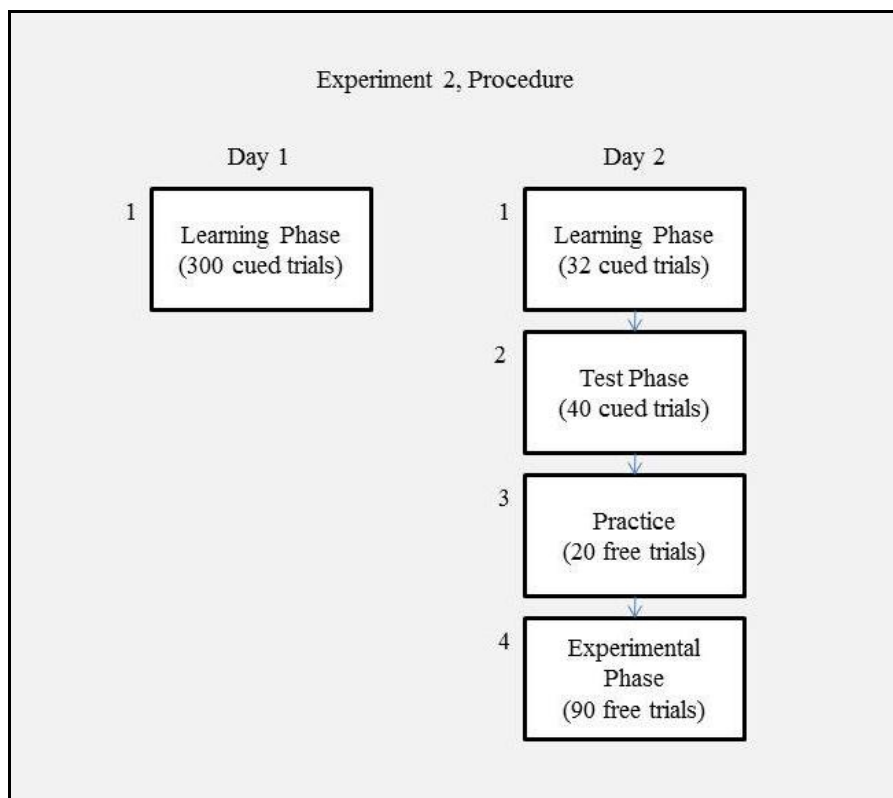 Experiment 2, Procedure
Day 1
1
Learning Phase
(300 cued trials)
Day 2
1
Learning Phase
(32 cued trials)
2
Test Phase
(40 cued trials)
3
Practice
(20 free trials)
4
Experimental
Phase
(90 free trials)